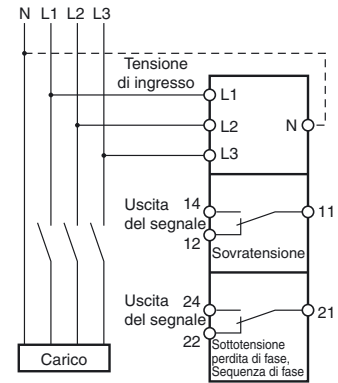 N L1 L2 L3
Tensione
di ingresso
L1
L2
N
L3
Uscita
del segnale
14
11
12
Sovratensione
Uscita
del segnale
24
21
22
Sottotensione
perdita di fase,
Sequenza di fase
Carico